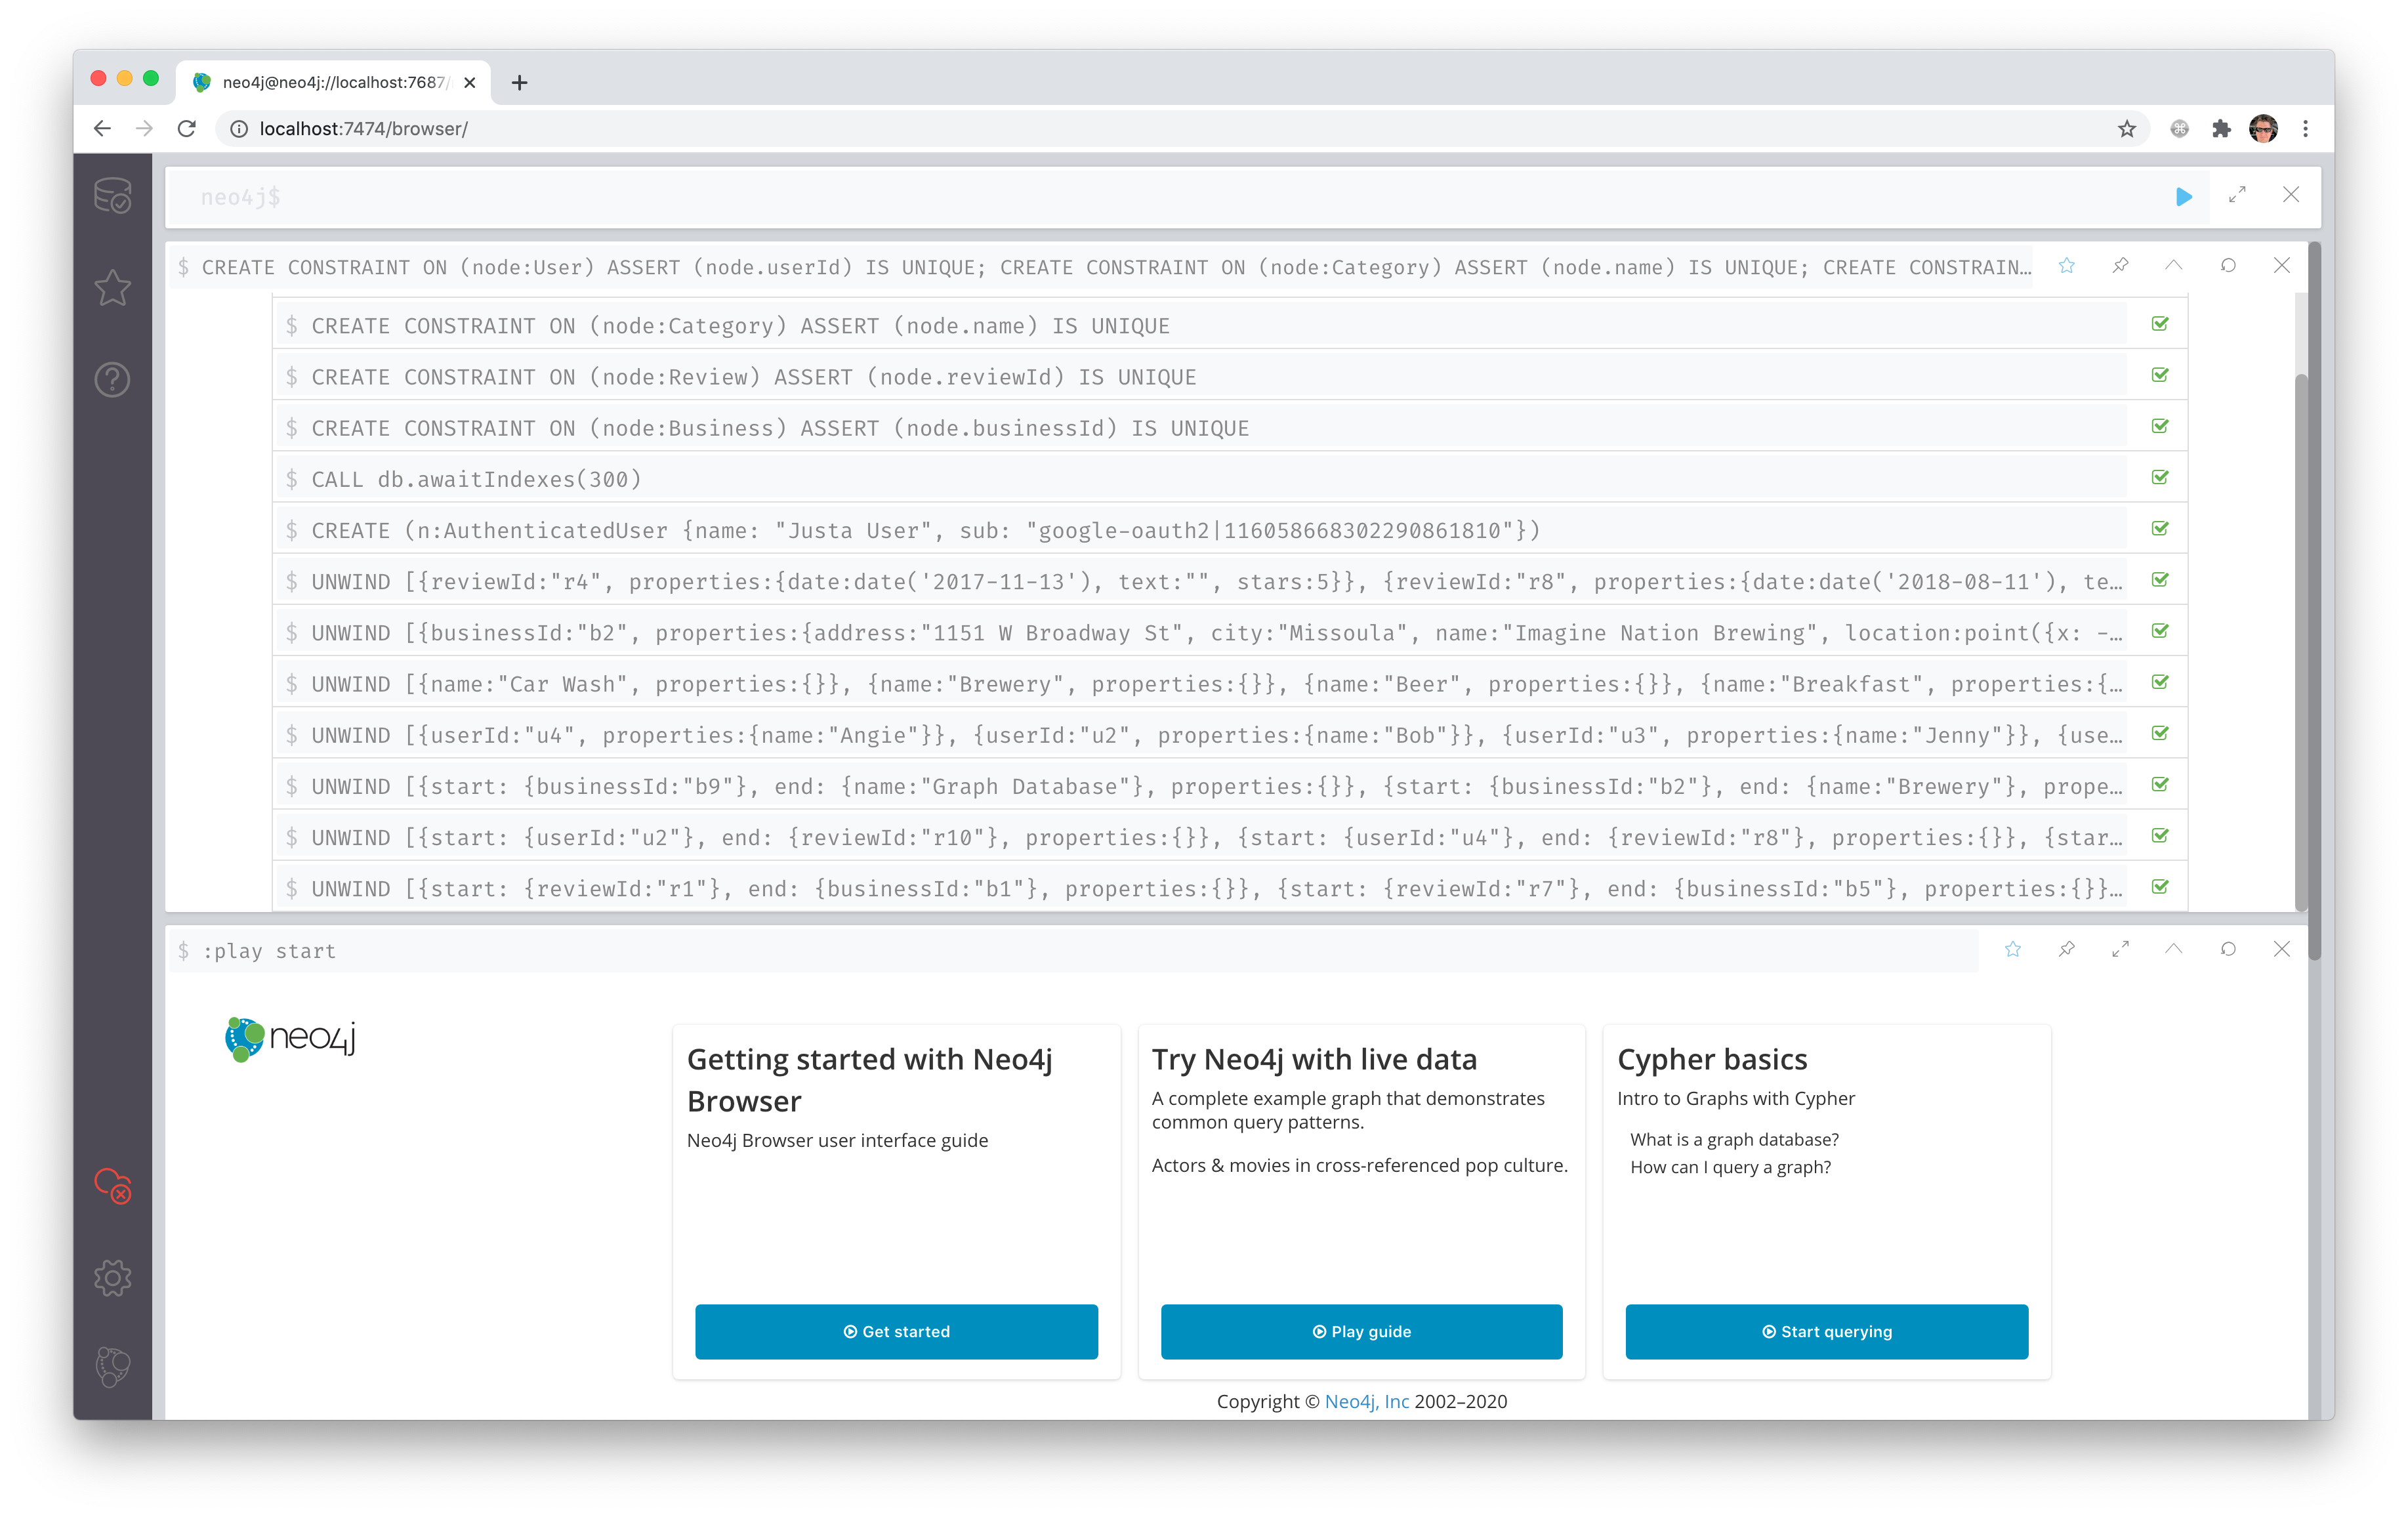 neo4j@neo4j://localhost:7687/
localhost:7474/browser/
neo4j$
$ CREATE CONSTRAINT ON (node:User) ASSERT (node.userId) IS UNIQUE; CREATE CONSTRAINT ON (node:Category) ASSERT (node.name) IS UNIQUE; CREATE CONSTRAIN…
$ CREATE CONSTRAINT ON (node:Category) ASSERT (node.name) IS UNIQUE
$ CREATE CONSTRAINT ON (node:Review) ASSERT (node.reviewId) IS UNIQUE
$ CREATE CONSTRAINT ON (node:Business) ASSERT (node.businessId) IS UNIQUE
$ CALL db.awaitIndexes(300)
$ CREATE (n:AuthenticatedUser {name: "Justa User", sub: "google-oauth2|116058668302290861810"})
$ UNWIND [{reviewId:"r4", properties:{date:date('2017-11-13'), text:"", stars:5}}, {reviewId:"r8", properties:{date:date('2018-08-11'), te…
$ UNWIND [{businessId:"b2", properties:{address:"1151 W Broadway St", city:"Missoula", name:"Imagine Nation Brewing", location:point({x: -…
$ UNWIND [{name:"Car Wash", properties:{}}, {name:"Brewery", properties:{}}, {name:"Beer", properties:{}}, {name:"Breakfast", properties:{…
$ UNWIND [{userId:"u4", properties:{name:"Angie"}}, {userId:"u2", properties:{name:"Bob"}}, {userId:"u3", properties:{name:"Jenny"}}, {use…
$ UNWIND [{start: {businessId:"b9"}, end: {name:"Graph Database"}, properties:{}}, {start: {businessId:"b2"}, end: {name:"Brewery"}, prope…
$ UNWIND [{start: {userId:"u2"}, end: {reviewId:"r10"}, properties:{}}, {start: {userId:"u4"}, end: {reviewId:"r8"}, properties:{}}, {star…
$ UNWIND [{start: {reviewId:"r1"}, end: {businessId:"b1"}, properties:{}}, {start: {reviewId:"r7"}, end: {businessId:"b5"}, properties:{}}…
$ :play start
neo4j
Getting started with Neo4j
Browser
Neo4j Browser user interface guide
Get started
Try Neo4j with live data
A complete example graph that demonstrates
common query patterns.
Actors & movies in cross-referenced pop culture.
Play guide
Cypher basics
Intro to Graphs with Cypher
What is a graph database?
How can I query a graph?
Start querying
Copyright © Neo4j, Inc 2002–2020